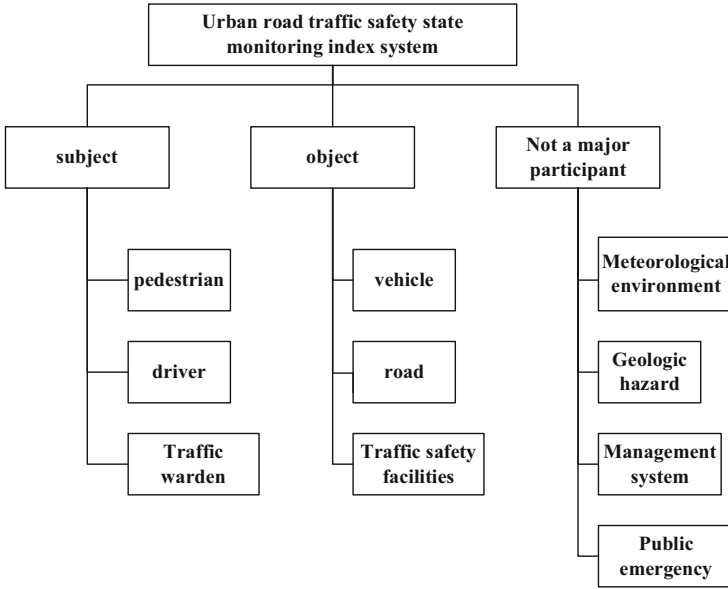 Urban road traffic safety state
monitoring index system
subject
object
Not a major
participant
pedestrian
vehicle
Meteorological
environment
driver
road
Geologic
hazard
Traffic
warden
Traffic safety
facilities
Management
system
Public
emergency